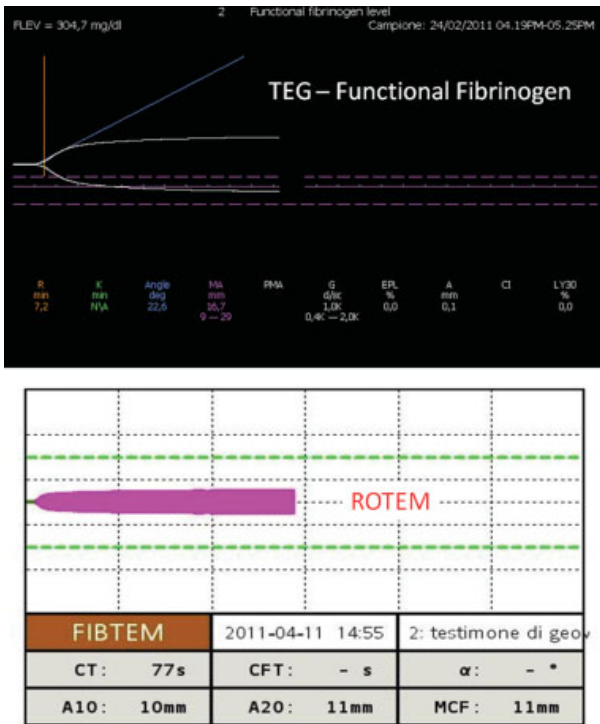 2 Functional fibrinogen level
FLEV = 304,7 mg/dl Campione: 24/02/2011 04.19PM-05.25PM
TEG – Functional Fibrinogen
R K Angle MA PMA G EPL A CI LY30
min min deg mm d/sc % mm %
7,2 N\A 22,6 16,7 1,0K 0,0 0,1 0,0
9 — 29 0,4K — 2,0K
ROTEM
FIBTEM 2011-04-11 14:55 2: testimone di geov
CT: 77s CFT: - s α: - °
A10: 10mm A20: 11mm MCF: 11mm